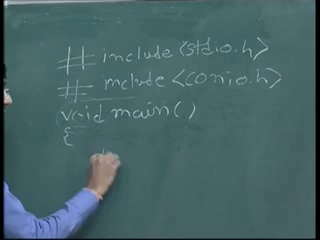 # include <stdio.h>
# include <conio.h>
void main()
{